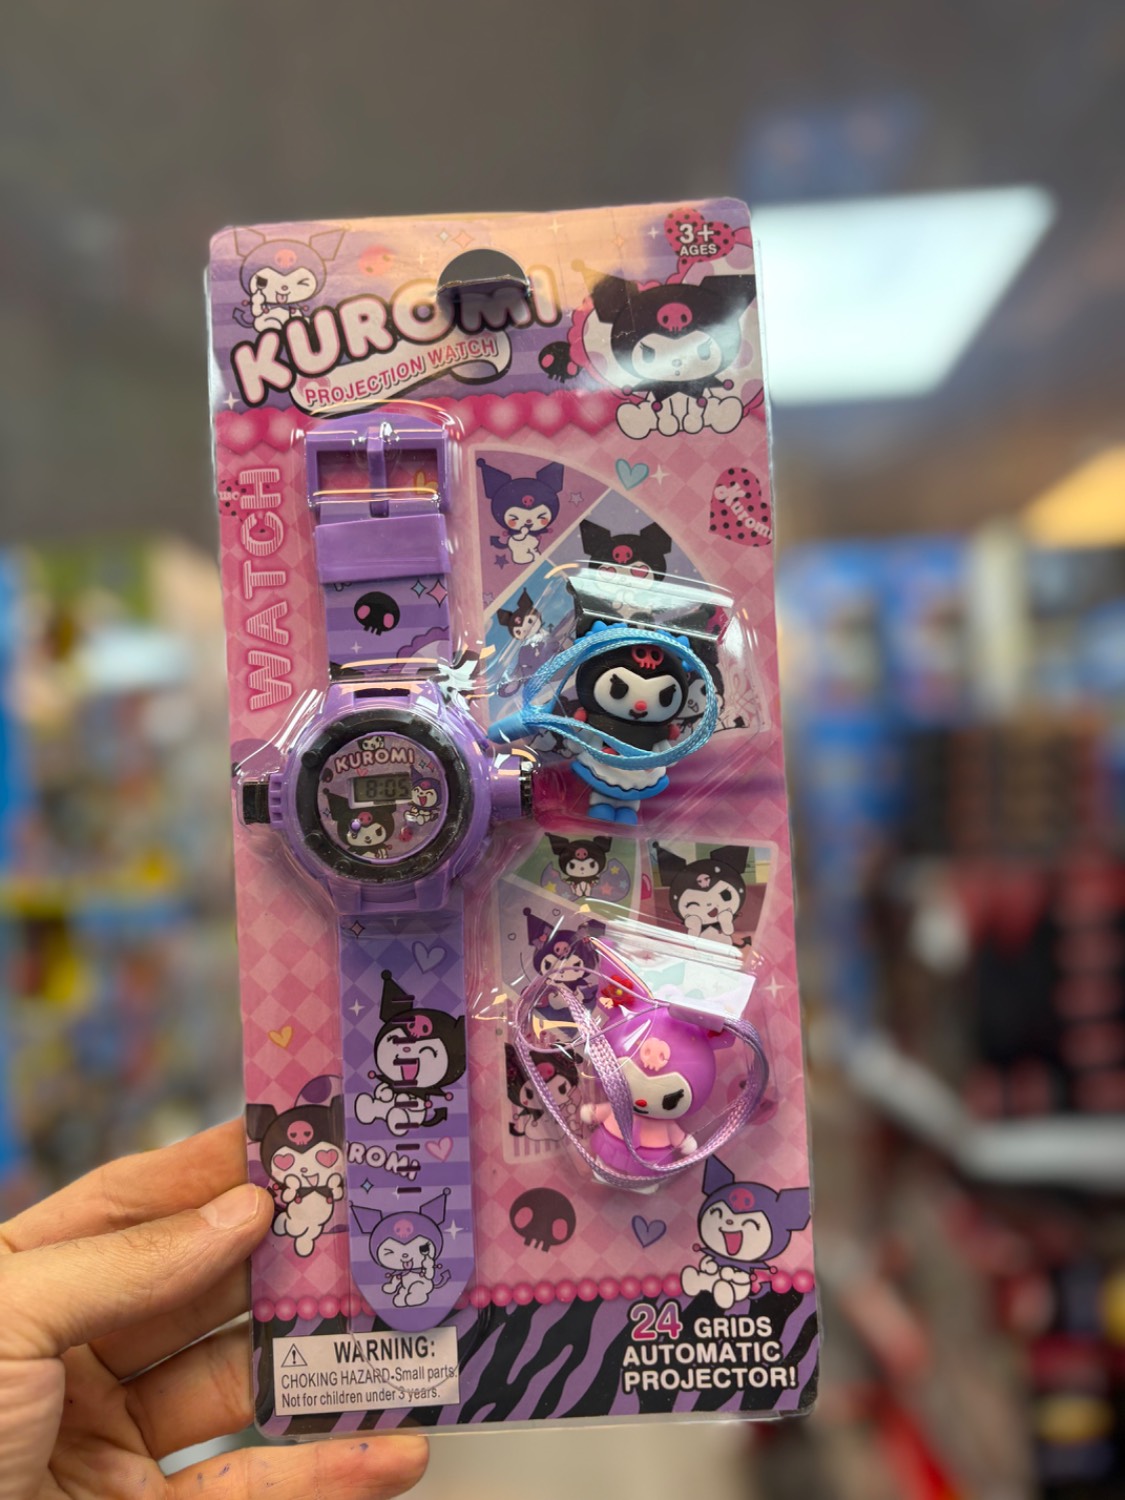 3+
AGES
KUROMI
PROJECTION WATCH
WATCH
Kuromi
KUROMI
8:05
ROMI
24 GRIDS
AUTOMATIC
PROJECTOR!
WARNING:
CHOKING HAZARD-Small parts.
Not for children under 3 years.